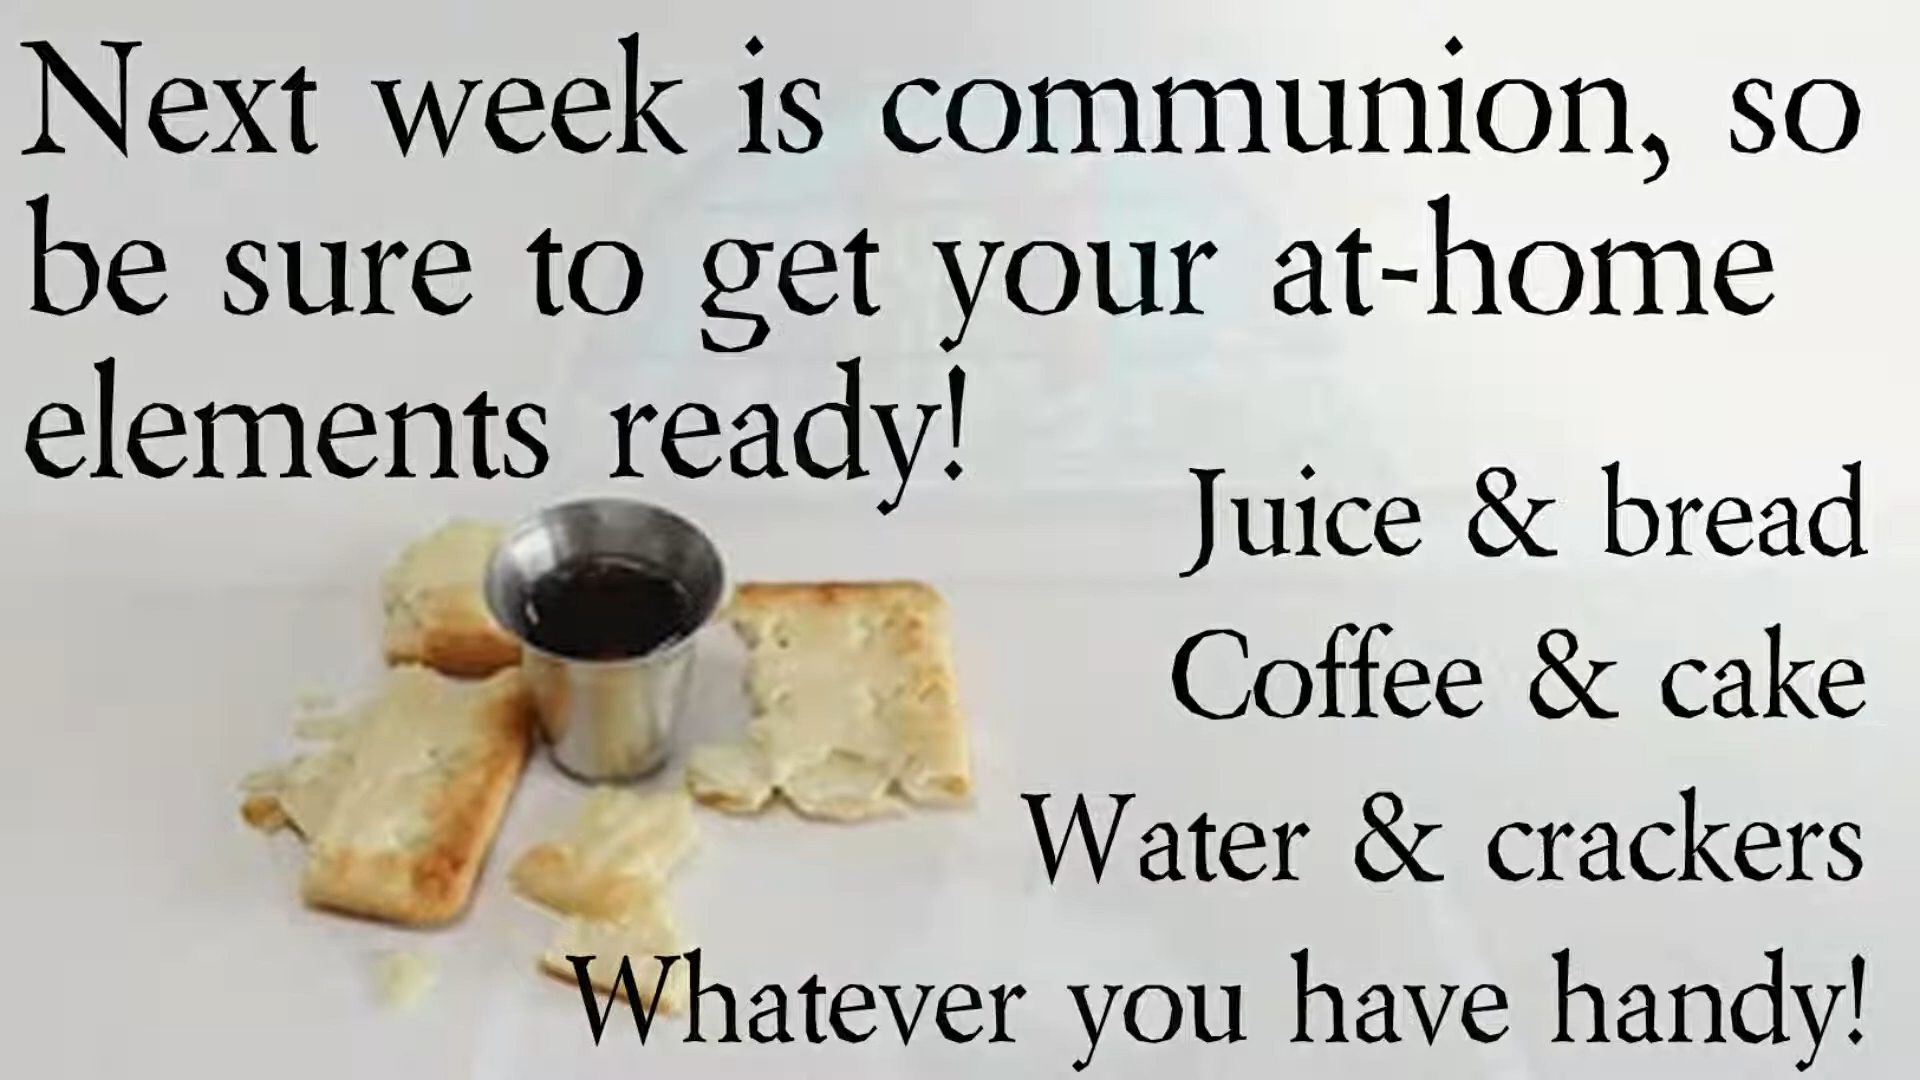 Next week is communion, so
be sure to get your at-home
elements ready!
Juice & bread
Coffee & cake
Water & crackers
Whatever you have handy!